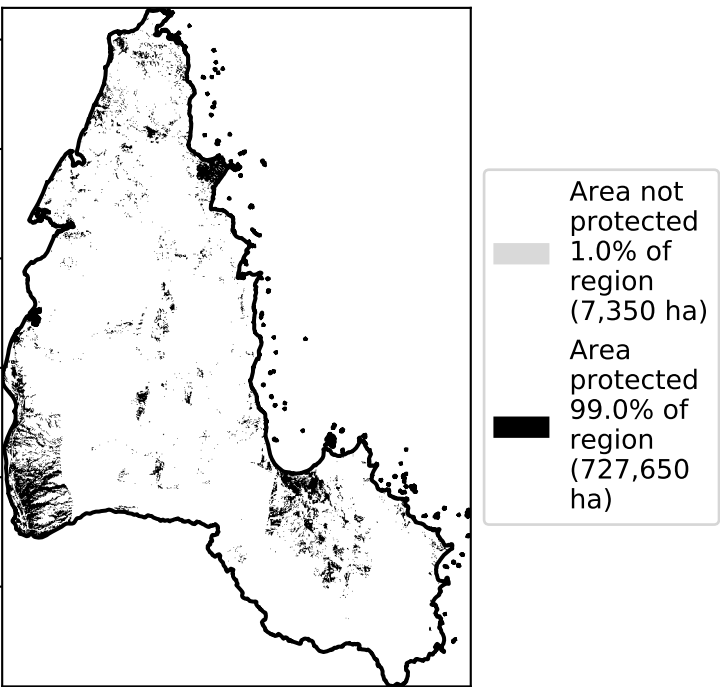 Area not
protected
1.0% of
region
(7,350 ha)
Area
protected
99.0% of
region
(727,650
ha)